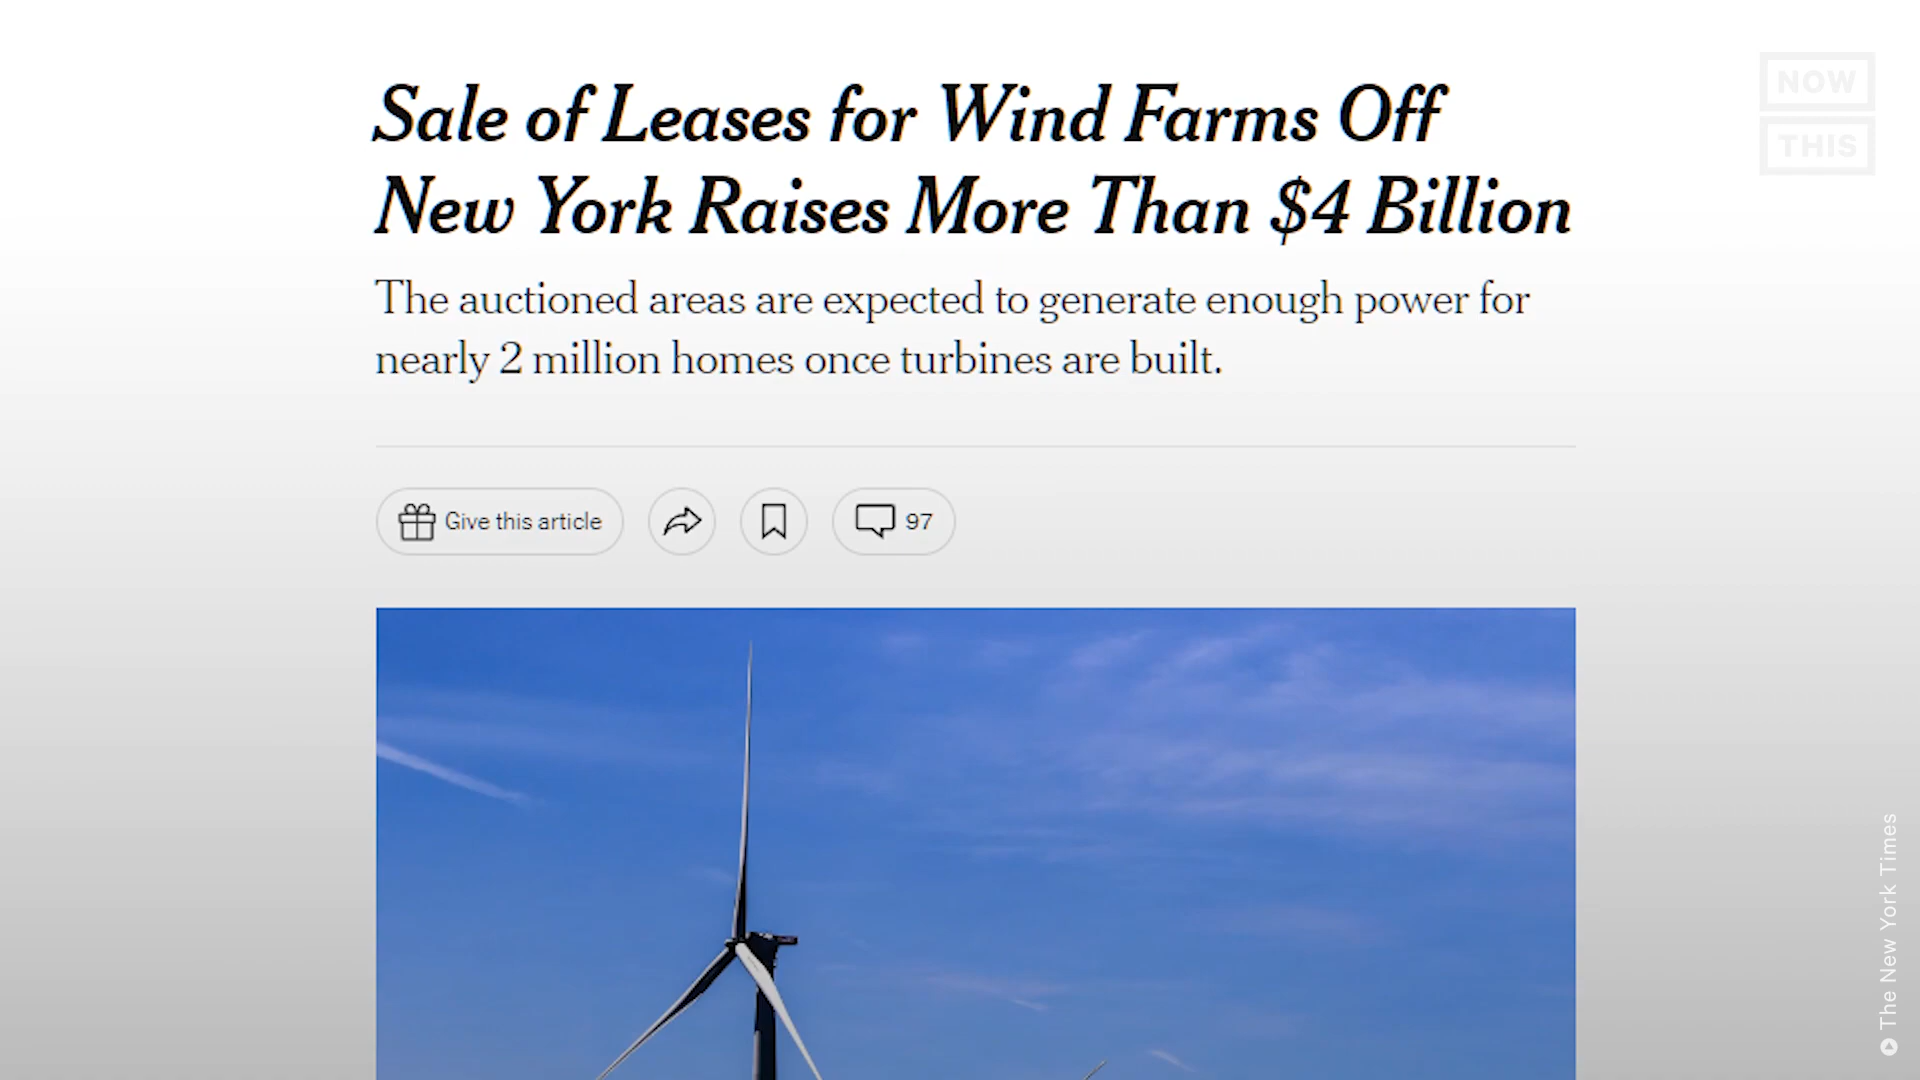 Sale of Leases for Wind Farms Off
New York Raises More Than $4 Billion
The auctioned areas are expected to generate enough power for
nearly 2 million homes once turbines are built.
Give this article
97
NOW
THIS
The New York Times